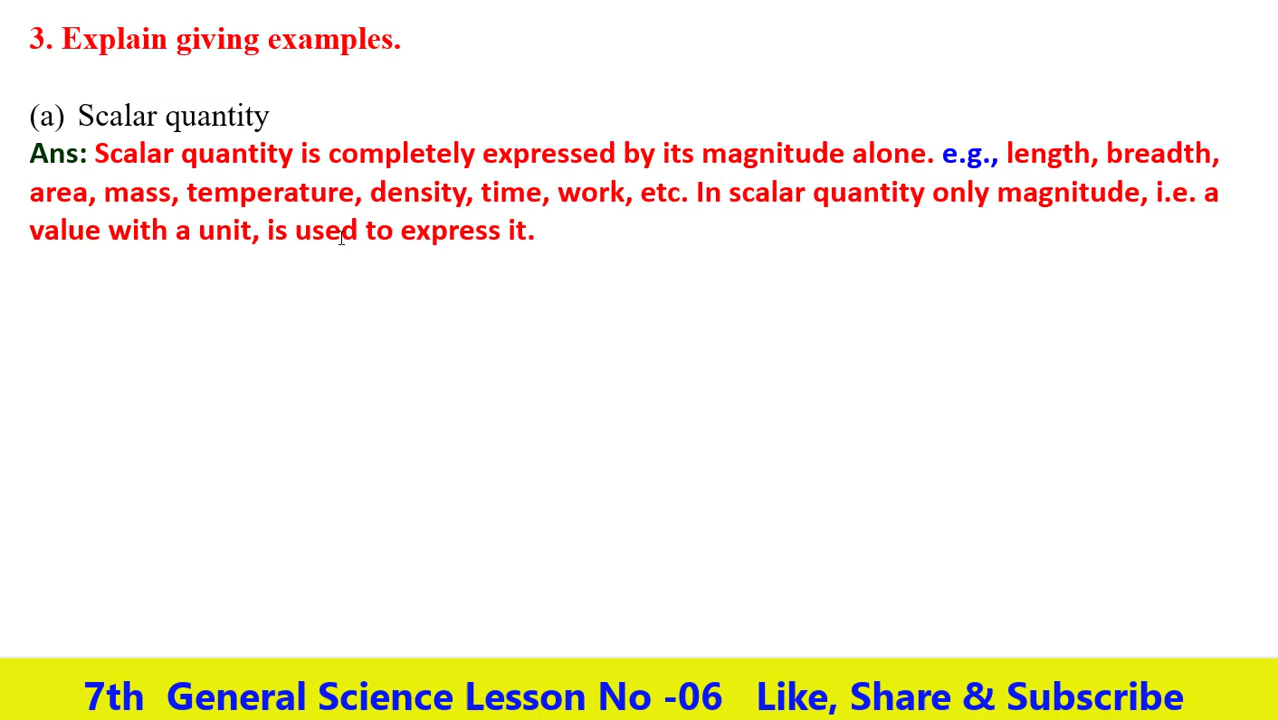 3. Explain giving examples.
(a) Scalar quantity
Ans: Scalar quantity is completely expressed by its magnitude alone. e.g., length, breadth,
area, mass, temperature, density, time, work, etc. In scalar quantity only magnitude, i.e. a
value with a unit, is used to express it.
7th General Science Lesson No -06 Like, Share & Subscribe